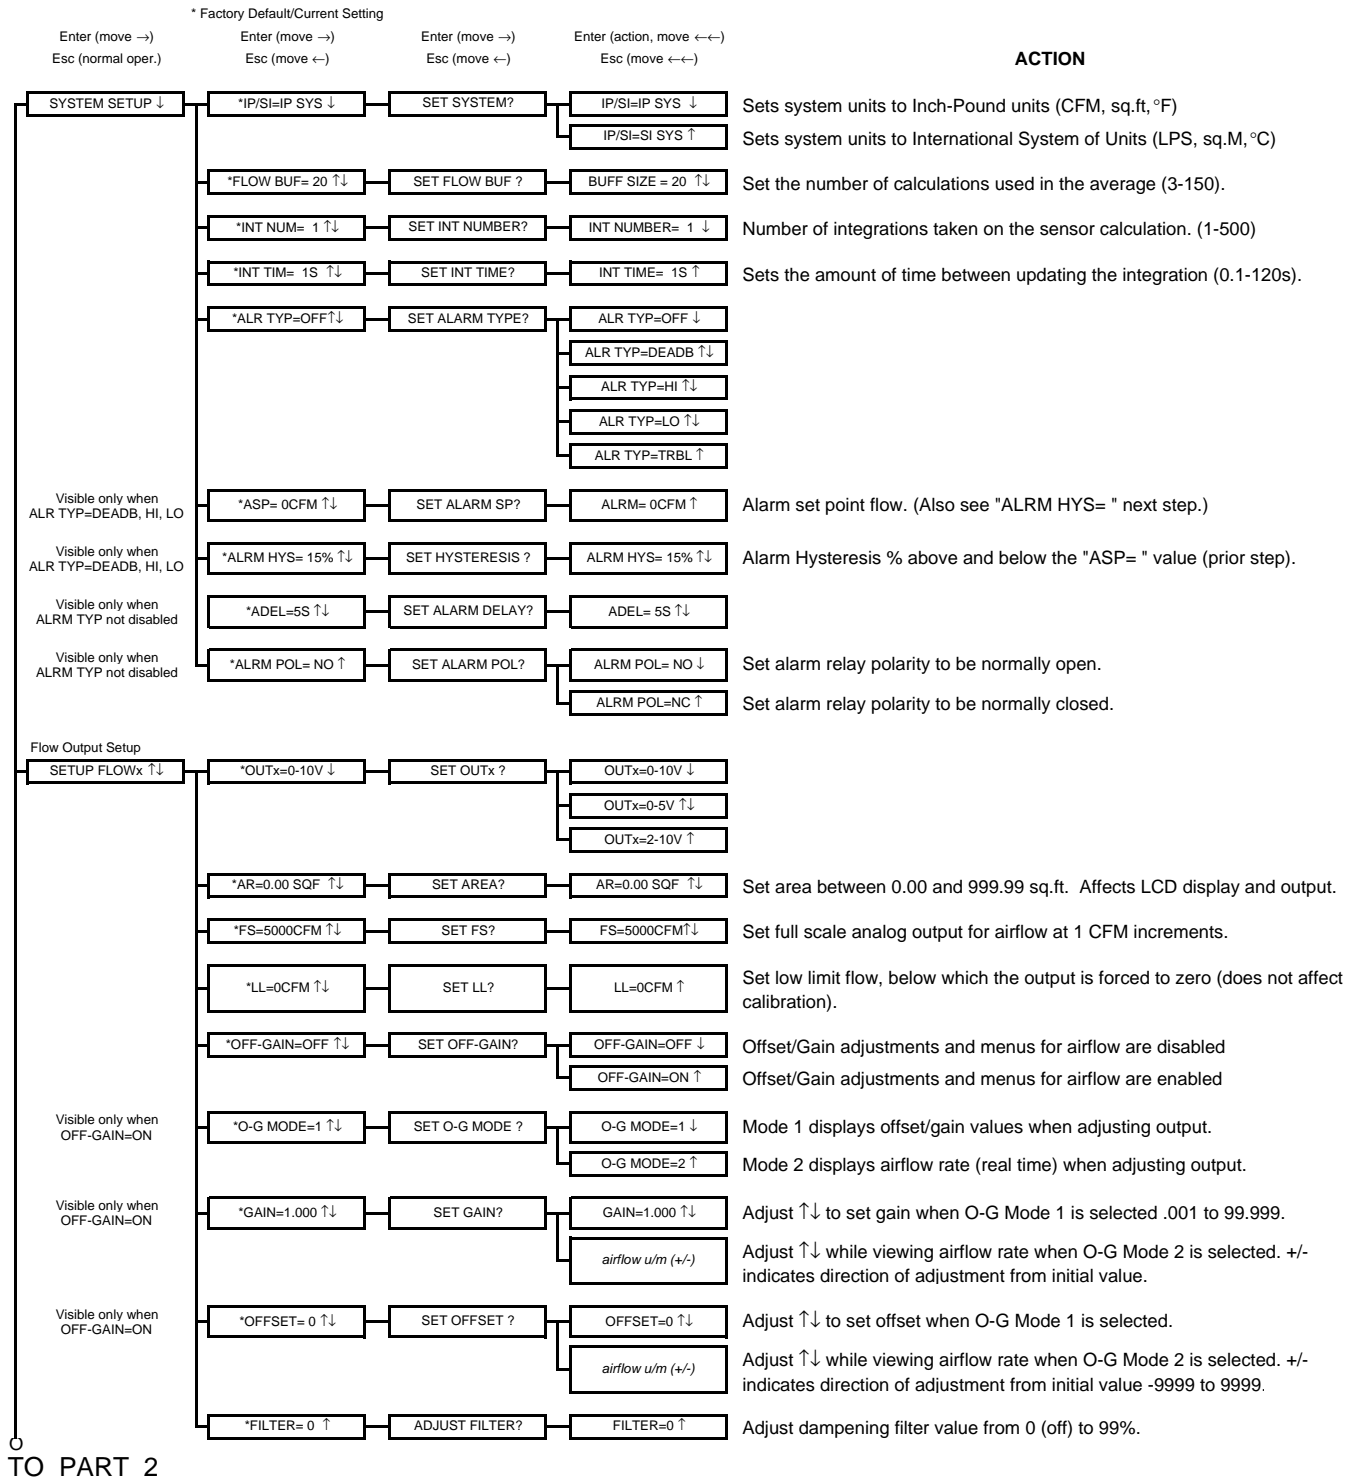 * Factory Default/Current Setting
Enter (move →) Enter (move →) Enter (move →) Enter (action, move ←←)
Esc (normal oper.) Esc (move ←) Esc (move ←) Esc (move ←←) ACTION
SYSTEM SETUP ↓ *IP/SI=IP SYS ↓ SET SYSTEM? IP/SI=IP SYS ↓ Sets system units to Inch-Pound units (CFM, sq.ft,°F)
IP/SI=SI SYS ↑ Sets system units to International System of Units (LPS, sq.M,°C)
*FLOW BUF= 20 ↑↓ SET FLOW BUF ? BUFF SIZE = 20 ↑↓ Set the number of calculations used in the average (3-150).
*INT NUM= 1 ↑↓ SET INT NUMBER? INT NUMBER= 1 ↓ Number of integrations taken on the sensor calculation. (1-500)
*INT TIM= 1S ↑↓ SET INT TIME? INT TIME= 1S ↑ Sets the amount of time between updating the integration (0.1-120s).
*ALR TYP=OFF↑↓ SET ALARM TYPE? ALR TYP=OFF ↓
ALR TYP=DEADB ↑↓
ALR TYP=HI ↑↓
ALR TYP=LO ↑↓
ALR TYP=TRBL ↑
Visible only when
ALR TYP=DEADB, HI, LO
*ASP= 0CFM ↑↓ SET ALARM SP? ALRM= 0CFM ↑ Alarm set point flow. (Also see "ALRM HYS= " next step.)
Visible only when
ALR TYP=DEADB, HI, LO
*ALRM HYS= 15% ↑↓ SET HYSTERESIS ? ALRM HYS= 15% ↑↓ Alarm Hysteresis % above and below the "ASP= " value (prior step).
Visible only when
ALRM TYP not disabled
*ADEL=5S ↑↓ SET ALARM DELAY? ADEL= 5S ↑↓
Visible only when
ALRM TYP not disabled
*ALRM POL= NO ↑ SET ALARM POL? ALRM POL= NO ↓ Set alarm relay polarity to be normally open.
ALRM POL=NC ↑ Set alarm relay polarity to be normally closed.
Flow Output Setup
SETUP FLOWx ↑↓ *OUTx=0-10V ↓ SET OUTx ? OUTx=0-10V ↓
OUTx=0-5V ↑↓
OUTx=2-10V ↑
*AR=0.00 SQF ↑↓ SET AREA? AR=0.00 SQF ↑↓ Set area between 0.00 and 999.99 sq.ft. Affects LCD display and output.
*FS=5000CFM ↑↓ SET FS? FS=5000CFM↑↓ Set full scale analog output for airflow at 1 CFM increments.
*LL=0CFM ↑↓ SET LL? LL=0CFM ↑ Set low limit flow, below which the output is forced to zero (does not affect
calibration).
*OFF-GAIN=OFF ↑↓ SET OFF-GAIN? OFF-GAIN=OFF ↓ Offset/Gain adjustments and menus for airflow are disabled
OFF-GAIN=ON ↑ Offset/Gain adjustments and menus for airflow are enabled
Visible only when
OFF-GAIN=ON
*O-G MODE=1 ↑↓ SET O-G MODE ? O-G MODE=1 ↓ Mode 1 displays offset/gain values when adjusting output.
O-G MODE=2 ↑ Mode 2 displays airflow rate (real time) when adjusting output.
Visible only when
OFF-GAIN=ON
*GAIN=1.000 ↑↓ SET GAIN? GAIN=1.000 ↑↓ Adjust ↑↓ to set gain when O-G Mode 1 is selected .001 to 99.999.
airflow u/m (+/-) Adjust ↑↓ while viewing airflow rate when O-G Mode 2 is selected. +/-
indicates direction of adjustment from initial value.
Visible only when
OFF-GAIN=ON
*OFFSET= 0 ↑↓ SET OFFSET ? OFFSET=0 ↑↓ Adjust ↑↓ to set offset when O-G Mode 1 is selected.
airflow u/m (+/-) Adjust ↑↓ while viewing airflow rate when O-G Mode 2 is selected. +/-
indicates direction of adjustment from initial value -9999 to 9999.
*FILTER= 0 ↑ ADJUST FILTER? FILTER=0 ↑ Adjust dampening filter value from 0 (off) to 99%.
O
TO PART 2